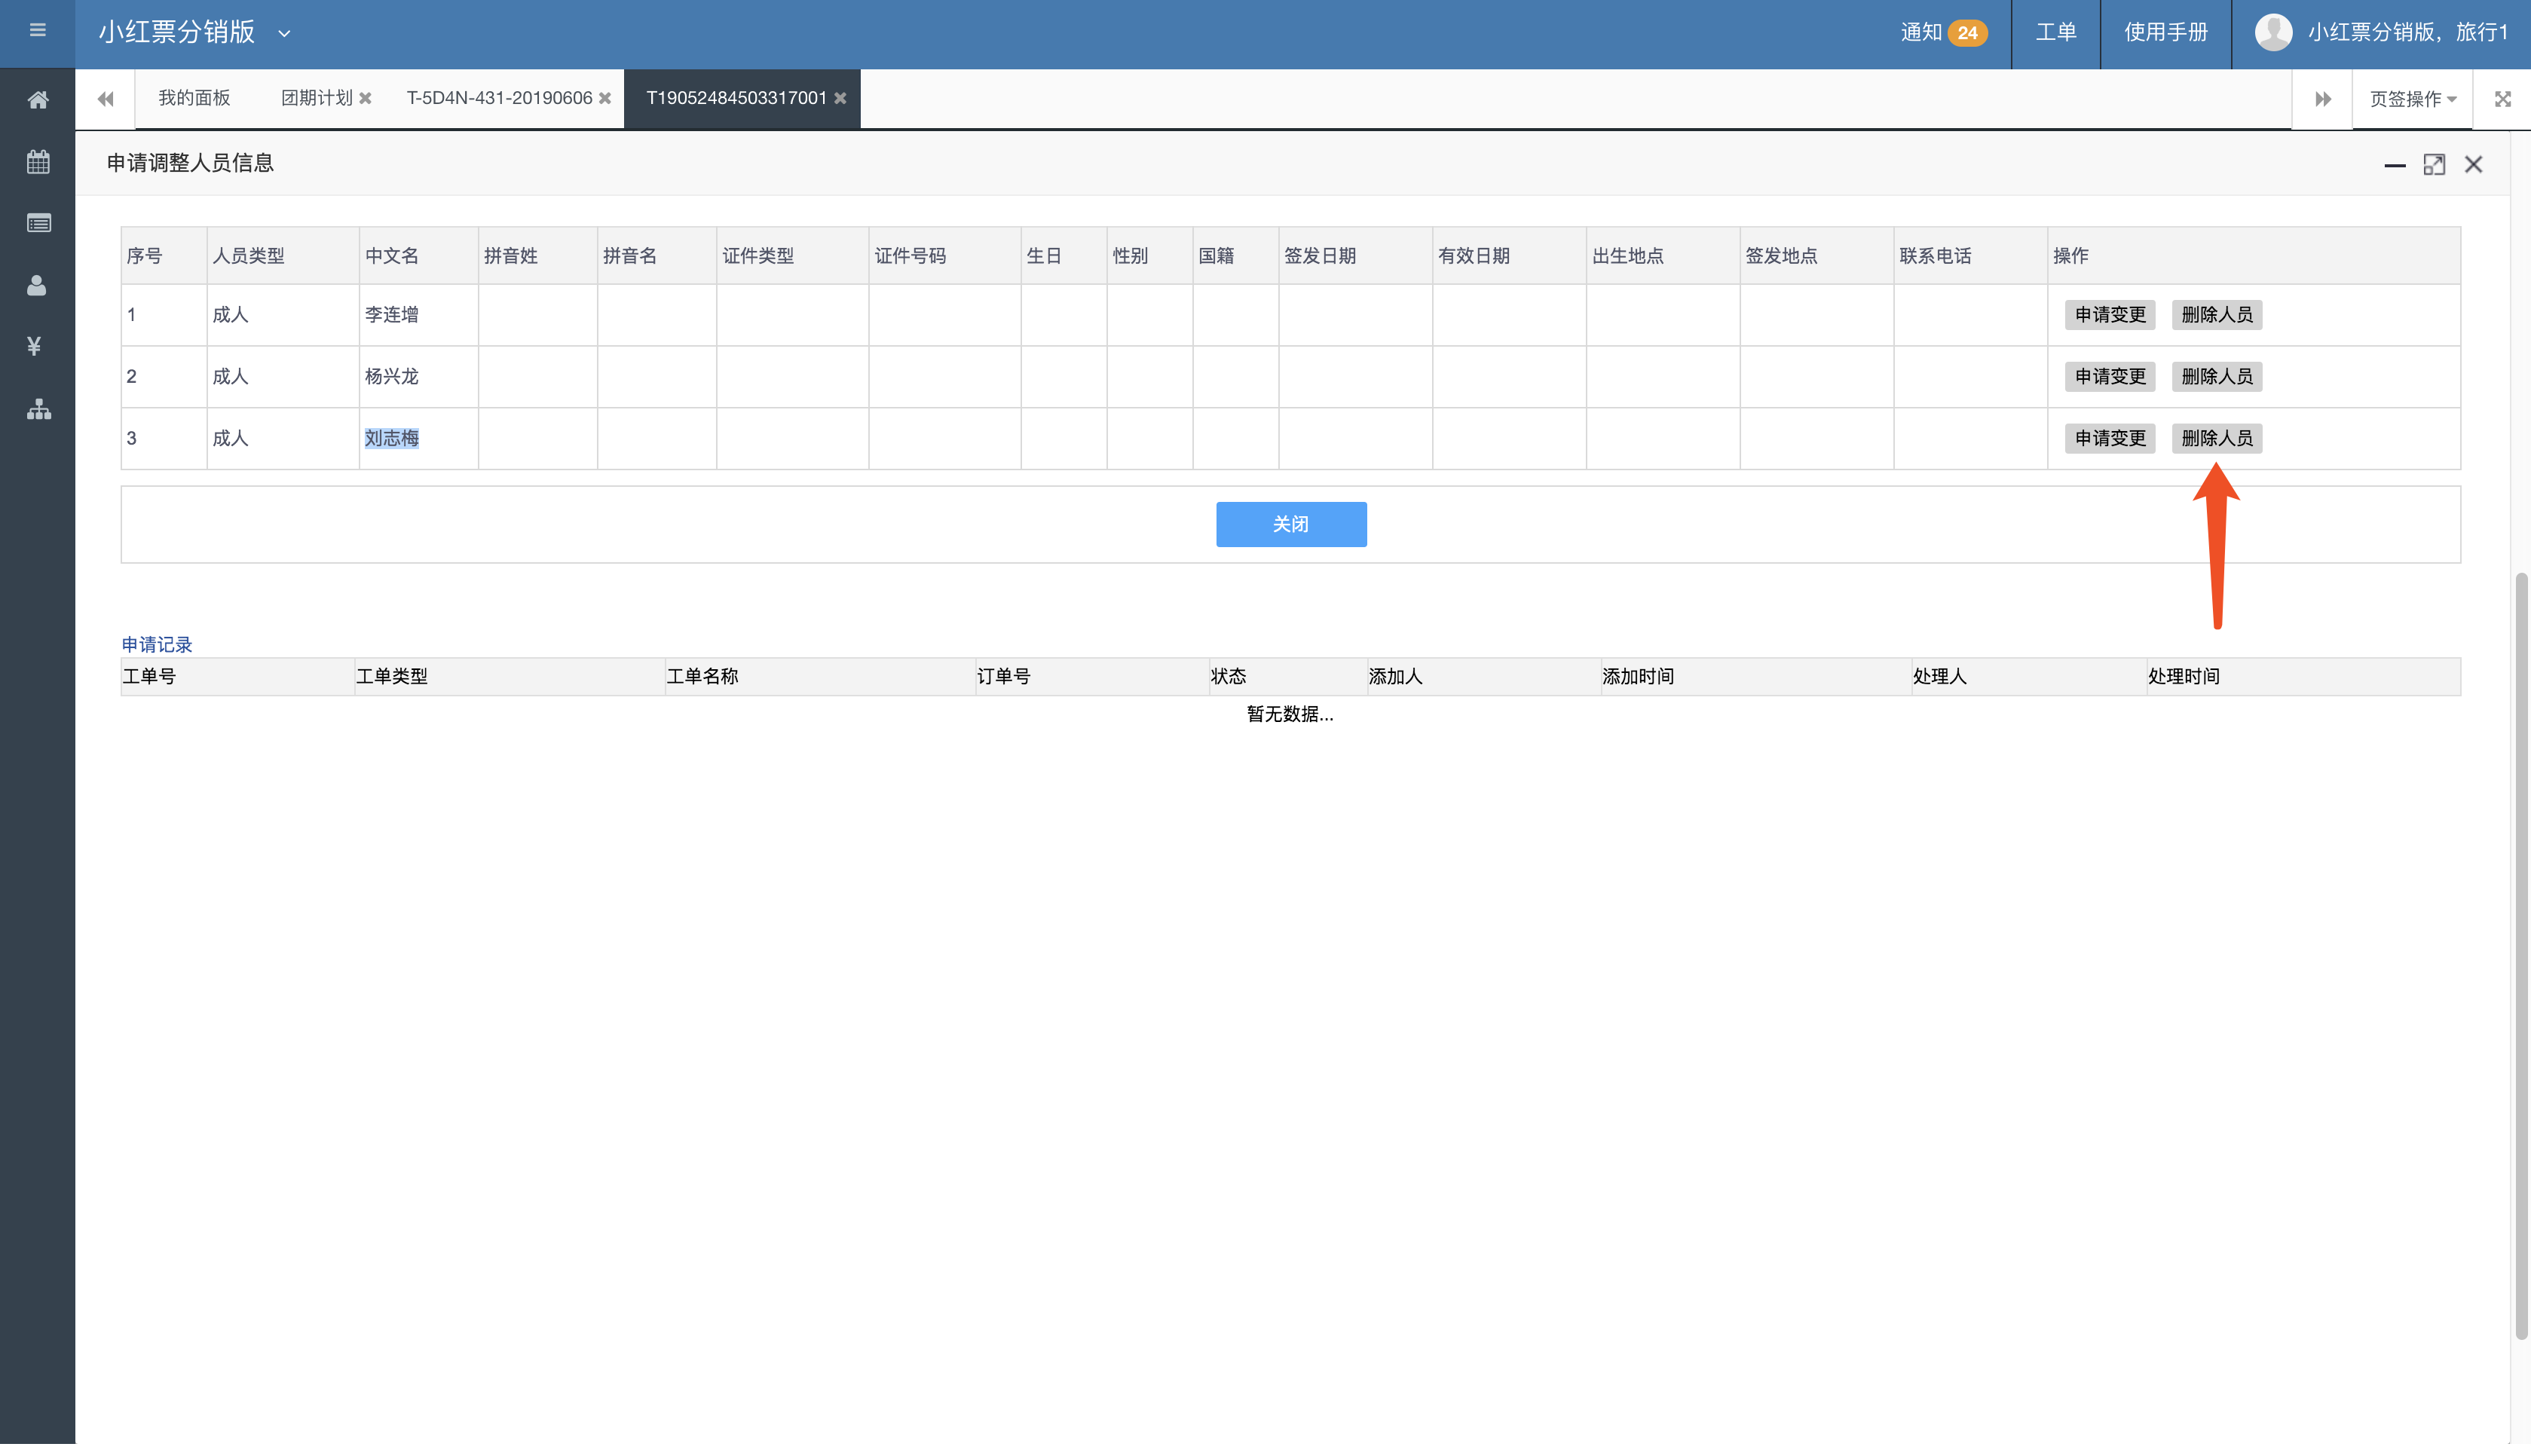 小红票分销版
通知 24 工单 使用手册 小红票分销版，旅行1
我的面板 团期计划 T-5D4N-431-20190606 T19052484503317001 页签操作
申请调整人员信息
序号 人员类型 中文名 拼音姓 拼音名 证件类型 证件号码 生日 性别 国籍 签发日期 有效日期 出生地点 签发地点 联系电话 操作
1 成人 李连增 申请变更 删除人员
2 成人 杨兴龙 申请变更 删除人员
3 成人 刘志梅 申请变更 删除人员
关闭
申请记录
工单号 工单类型 工单名称 订单号 状态 添加人 添加时间 处理人 处理时间
暂无数据...